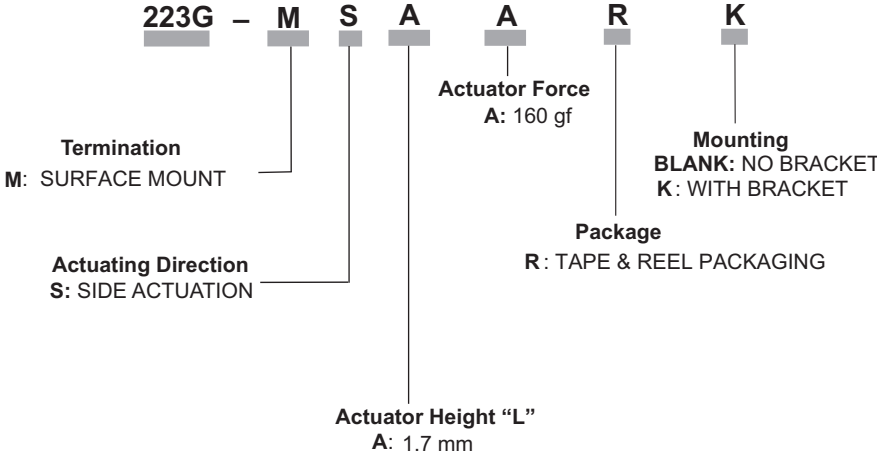 223G – M S A A R K
Actuator Force
A: 160 gf
Termination
M: SURFACE MOUNT
Mounting
BLANK: NO BRACKET
K: WITH BRACKET
Package
R: TAPE & REEL PACKAGING
Actuating Direction
S: SIDE ACTUATION
Actuator Height “L”
A: 1.7 mm